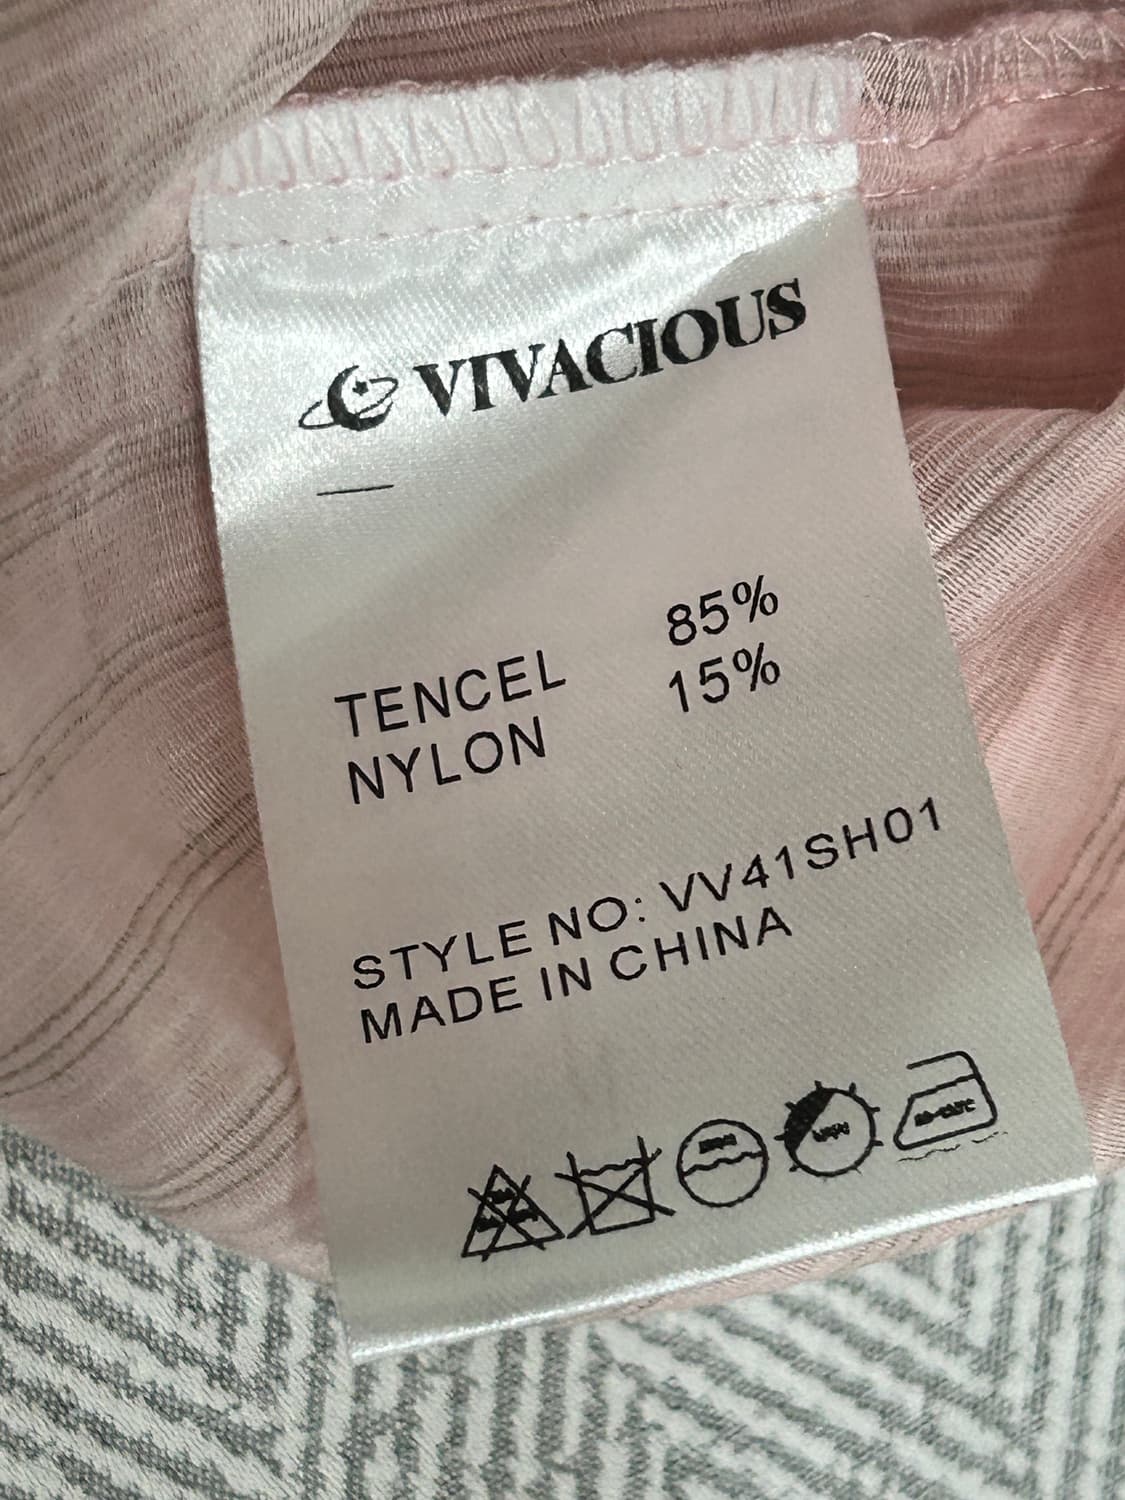 VIVACIOUS
TENCEL 85%
NYLON 15%
STYLE NO: VV41SH01
MADE IN CHINA